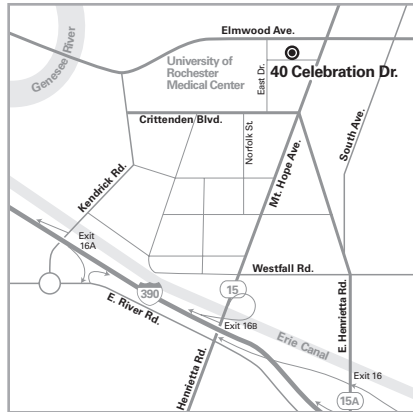 Elmwood Ave.
Genesee River
University of
Rochester
Medical Center
East Dr.
40 Celebration Dr.
Crittenden Blvd.
Norfolk St.
South Ave.
Mt. Hope Ave.
Kendrick Rd.
Exit
16A
Westfall Rd.
390
15
E. River Rd.
Exit 16B
Erie Canal
E. Henrietta Rd.
Henrietta Rd.
Exit 16
15A